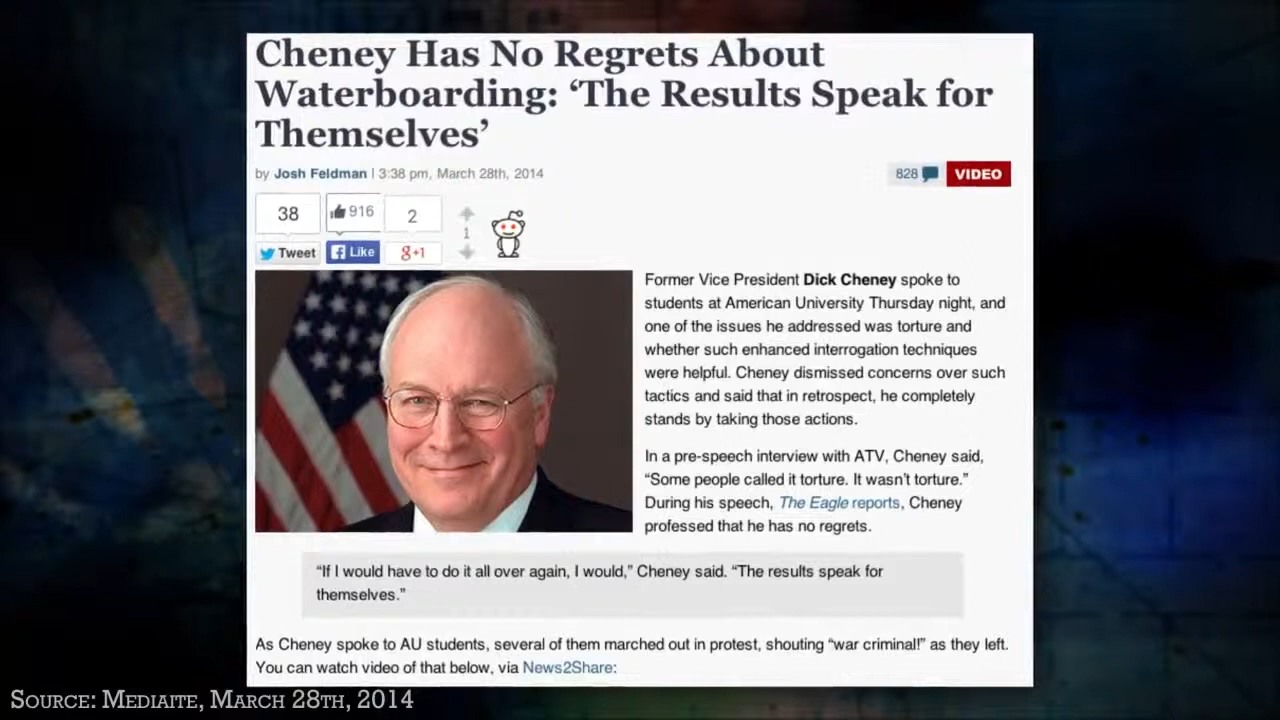 Cheney Has No Regrets About
Waterboarding: ‘The Results Speak for
Themselves’
by Josh Feldman | 3:38 pm, March 28th, 2014
828
VIDEO
38
916
2
1
Tweet
Like
g+1
Former Vice President Dick Cheney spoke to
students at American University Thursday night, and
one of the issues he addressed was torture and
whether such enhanced interrogation techniques
were helpful. Cheney dismissed concerns over such
tactics and said that in retrospect, he completely
stands by taking those actions.
In a pre-speech interview with ATV, Cheney said,
“Some people called it torture. It wasn’t torture.”
During his speech, The Eagle reports, Cheney
professed that he has no regrets.
“If I would have to do it all over again, I would,” Cheney said. “The results speak for
themselves.”
As Cheney spoke to AU students, several of them marched out in protest, shouting “war criminal!” as they left.
You can watch video of that below, via News2Share:
Source: Mediaite, March 28th, 2014